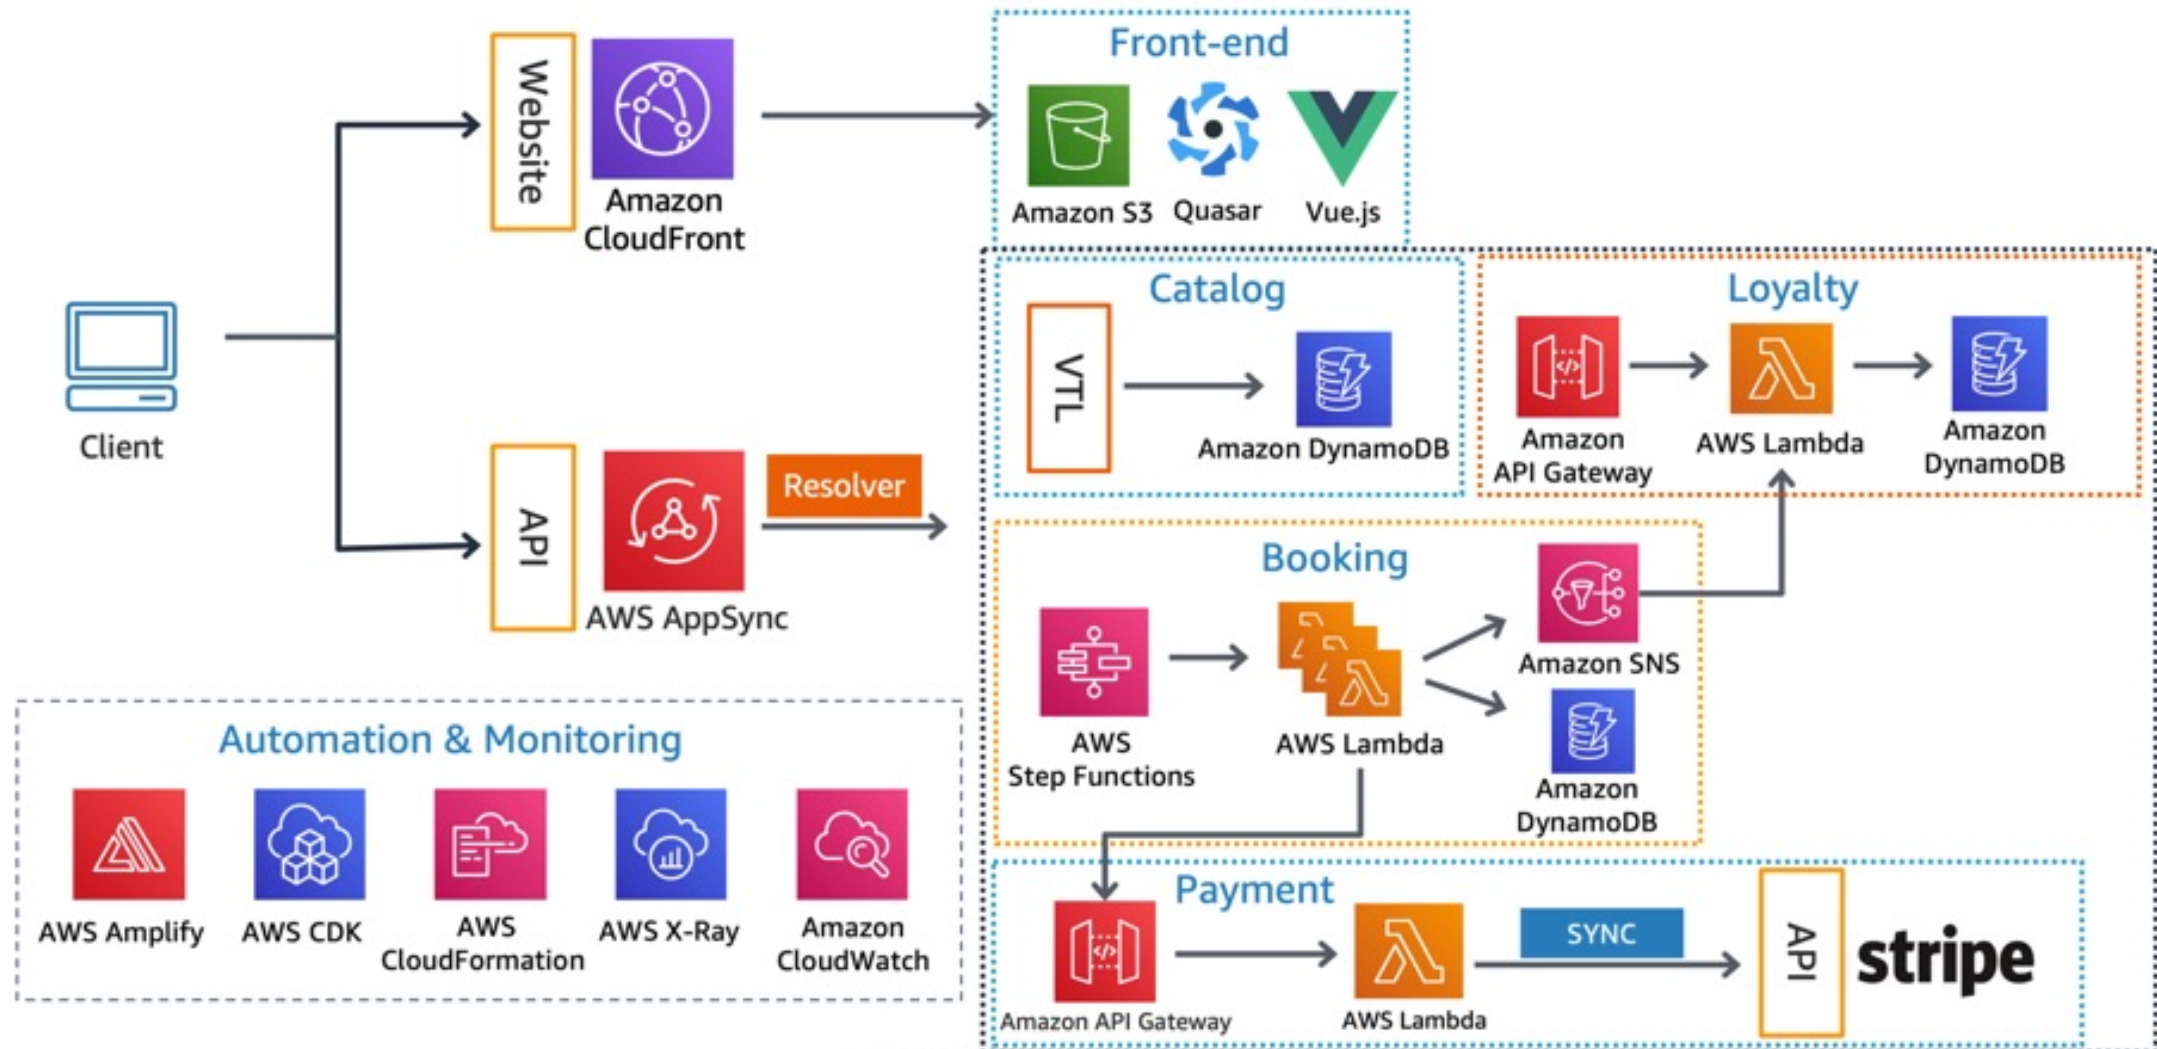 Front-end
Website
Amazon
CloudFront
Amazon S3
Quasar
Vue.js
Client
API
Resolver
AWS AppSync
Catalog
VTL
Amazon DynamoDB
Loyalty
Amazon
API Gateway
AWS Lambda
Amazon
DynamoDB
Booking
AWS
Step Functions
AWS Lambda
Amazon SNS
Amazon
DynamoDB
Automation & Monitoring
AWS Amplify
AWS CDK
AWS
CloudFormation
AWS X-Ray
Amazon
CloudWatch
Payment
Amazon API Gateway
AWS Lambda
SYNC
API
stripe